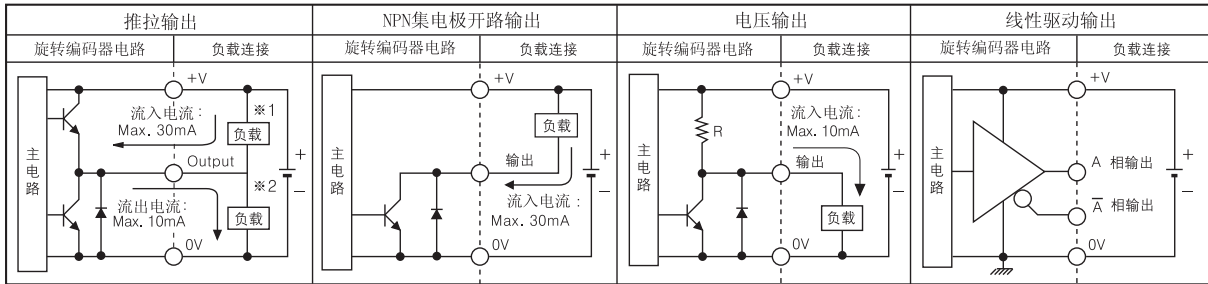 推拉输出
旋转编码器电路
负载连接
主电路
+V
流入电流:
Max. 30mA
※1
负载
Output
※2
流出电流:
Max. 10mA
负载
0V
+
−
NPN集电极开路输出
旋转编码器电路
负载连接
主电路
+V
负载
输出
流入电流:
Max. 30mA
0V
+
−
电压输出
旋转编码器电路
负载连接
主电路
+V
R
流入电流:
Max. 10mA
输出
负载
0V
+
−
线性驱动输出
旋转编码器电路
负载连接
主电路
+V
A 相输出
A̅ 相输出
0V
+
−